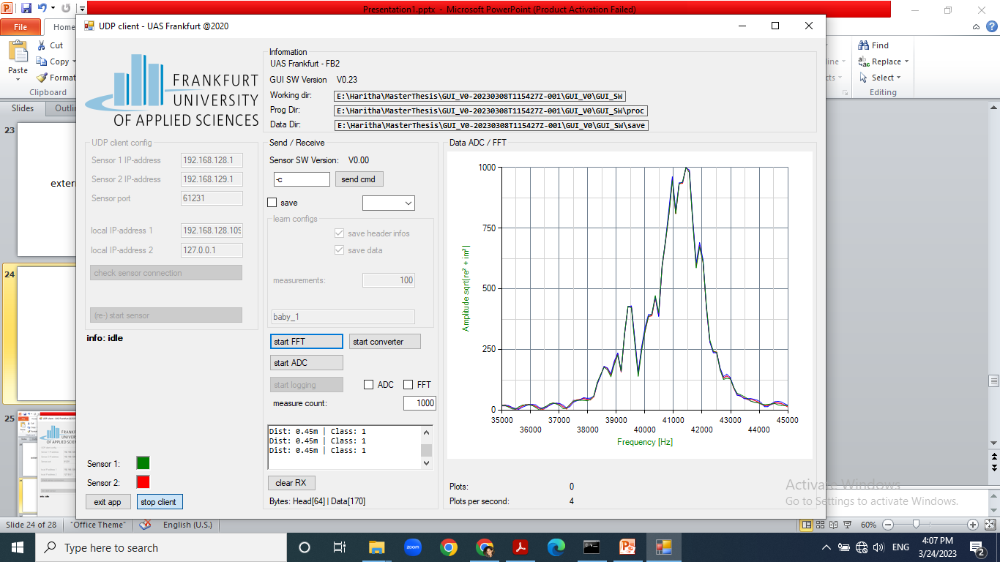 Presentation1.pptx - Microsoft PowerPoint (Product Activation Failed)
File
Home
UDP client - UAS Frankfurt @2020
Paste
Cut
Copy
Format
Clipboard
Find
Replace
Select
Editing
Slides
Outlin
23
extern
24
25
FRANKFURT
UNIVERSITY
OF APPLIED SCIENCES
Information
UAS Frankfurt - FB2
GUI SW Version V0.23
Working dir: E:\Haritha\MasterThesis\GUI_V0-20230308T115427Z-001\GUI_V0\GUI_SW
Prog Dir: E:\Haritha\MasterThesis\GUI_V0-20230308T115427Z-001\GUI_V0\GUI_SW\proc
Data Dir: E:\Haritha\MasterThesis\GUI_V0-20230308T115427Z-001\GUI_V0\GUI_SW\save
UDP client config
Sensor 1 IP-address 192.168.128.1
Sensor 2 IP-address 192.168.129.1
Sensor port 61231
local IP-address 1 192.168.128.109
local IP-address 2 127.0.0.1
check sensor connection
(re-) start sensor
info: idle
Sensor 1:
Sensor 2:
exit app
stop client
Send / Receive
Sensor SW Version: V0.00
-c
send cmd
save
learn configs
save header infos
save data
measurements: 100
baby_1
start FFT
start converter
start ADC
start logging
ADC
FFT
measure count: 1000
Dist: 0.45m | Class: 1
Dist: 0.45m | Class: 1
Dist: 0.45m | Class: 1
clear RX
Bytes: Head[64] | Data[170]
Data ADC / FFT
1000
750
500
250
0
Amplitude sqrt(re² + im²)
35000 37000 39000 41000 43000 45000
36000 38000 40000 42000 44000
Frequency [Hz]
Plots: 0
Plots per second: 4
Activate Windows
Go to Settings to activate Windows.
Slide 24 of 28
"Office Theme"
English (U.S.)
60%
Type here to search
zoom
ENG
4:07 PM
3/24/2023
2